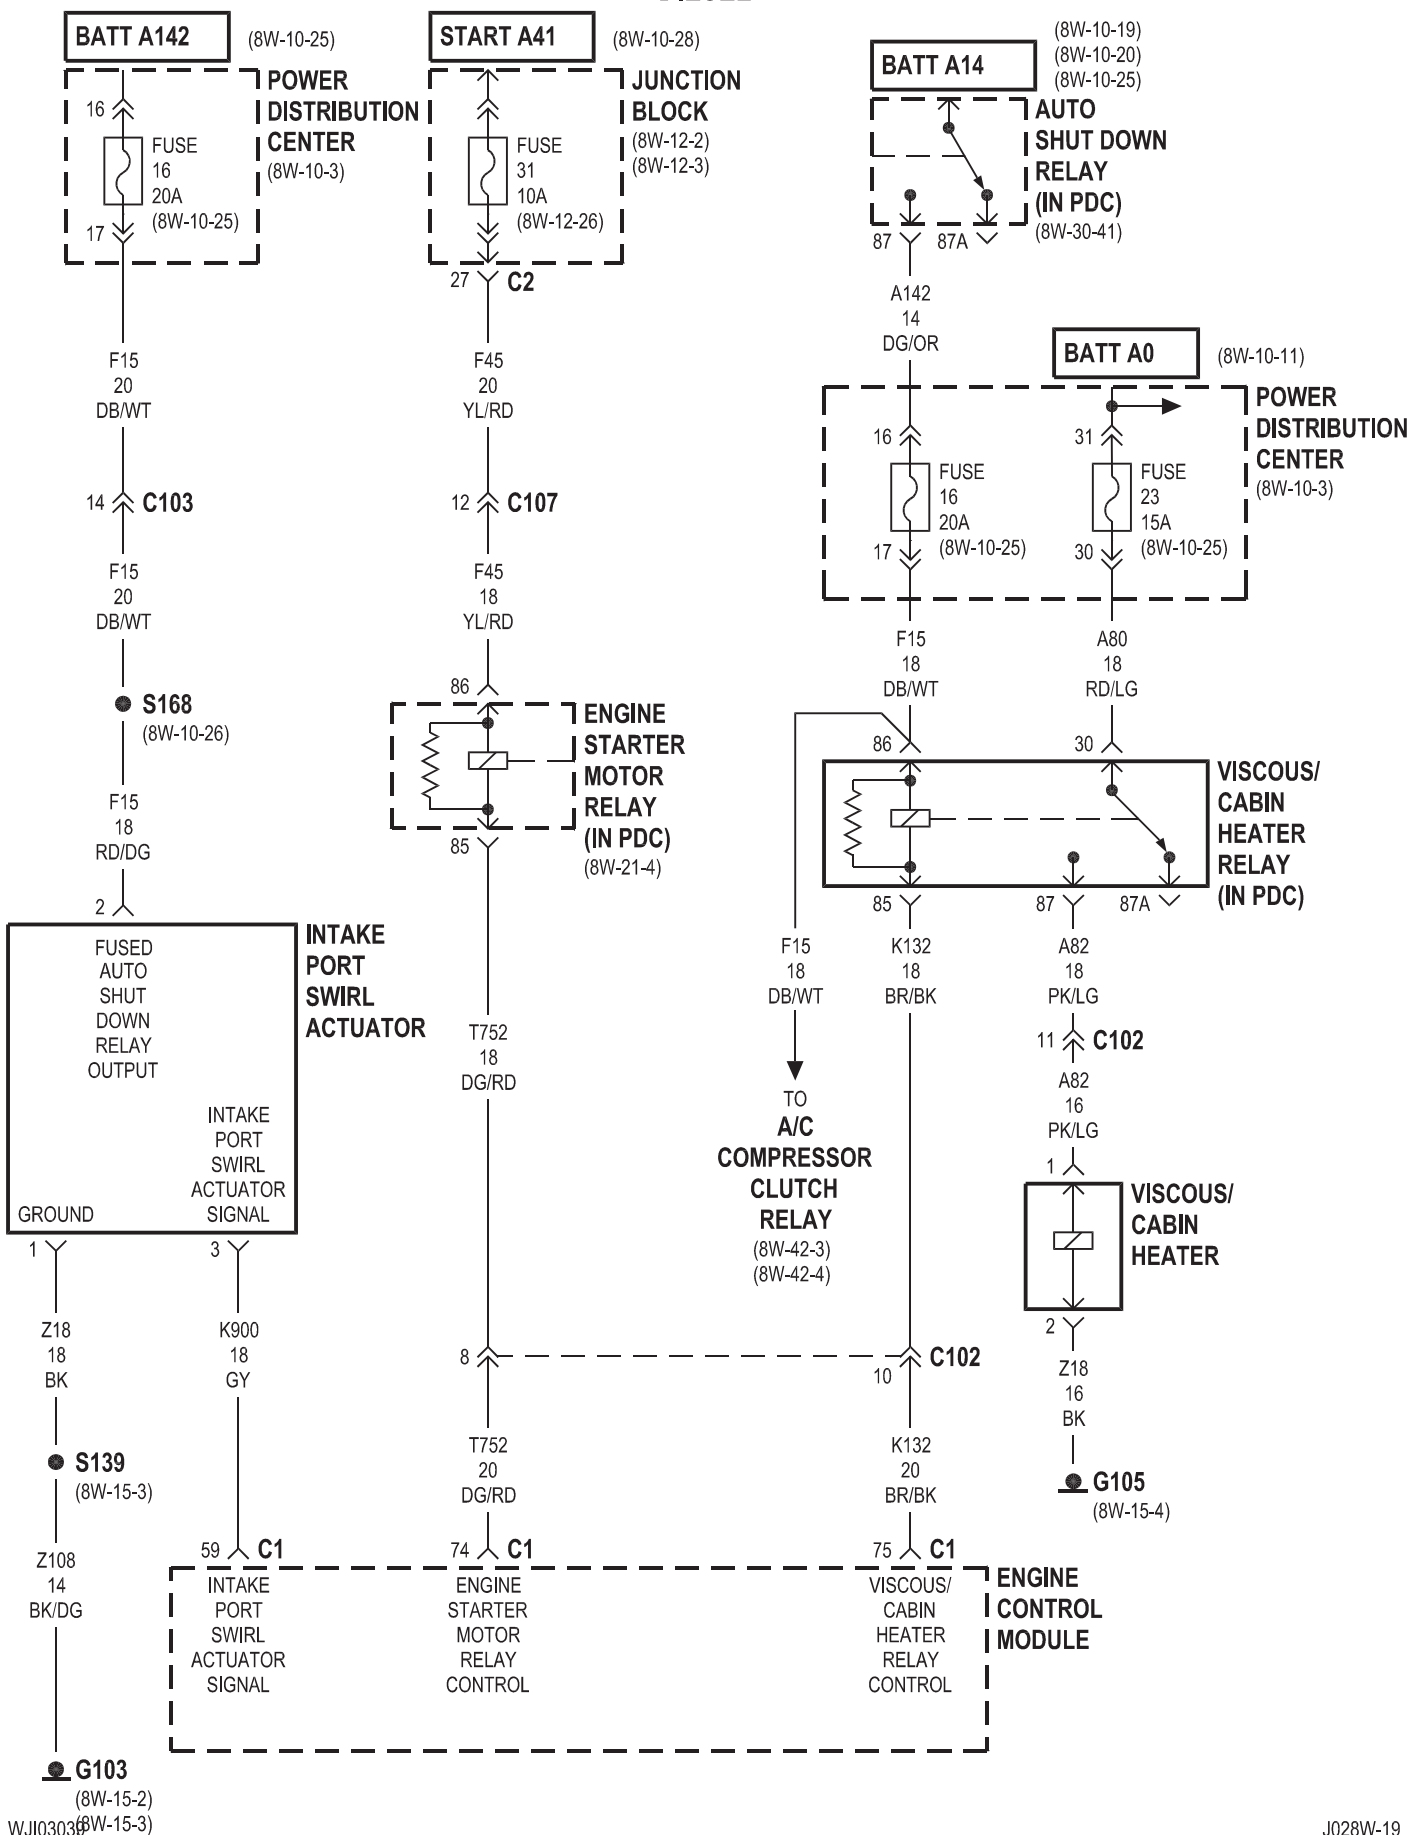 BATT A142
(8W-10-25)
16
FUSE
16
20A
(8W-10-25)
17
POWER
DISTRIBUTION
CENTER
(8W-10-3)
F15
20
DB/WT
14
C103
F15
20
DB/WT
S168
(8W-10-26)
F15
18
RD/DG
2
FUSED
AUTO
SHUT
DOWN
RELAY
OUTPUT
INTAKE
PORT
SWIRL
ACTUATOR
INTAKE
PORT
SWIRL
ACTUATOR
SIGNAL
GROUND
1
3
Z18
18
BK
K900
18
GY
S139
(8W-15-3)
Z108
14
BK/DG
G103
(8W-15-2)
(8W-15-3)
START A41
(8W-10-28)
JUNCTION
BLOCK
(8W-12-2)
(8W-12-3)
FUSE
31
10A
(8W-12-26)
27
C2
F45
20
YL/RD
12
C107
F45
18
YL/RD
86
ENGINE
STARTER
MOTOR
RELAY
(IN PDC)
(8W-21-4)
85
T752
18
DG/RD
8
T752
20
DG/RD
BATT A14
(8W-10-19)
(8W-10-20)
(8W-10-25)
AUTO
SHUT DOWN
RELAY
(IN PDC)
(8W-30-41)
87
87A
A142
14
DG/OR
BATT A0
(8W-10-11)
POWER
DISTRIBUTION
CENTER
(8W-10-3)
16
FUSE
16
20A
(8W-10-25)
17
31
FUSE
23
15A
(8W-10-25)
30
F15
18
DB/WT
A80
18
RD/LG
86
30
VISCOUS/
CABIN
HEATER
RELAY
(IN PDC)
85
87
87A
F15
18
DB/WT
K132
18
BR/BK
A82
18
PK/LG
11
C102
A82
16
PK/LG
TO
A/C
COMPRESSOR
CLUTCH
RELAY
(8W-42-3)
(8W-42-4)
1
VISCOUS/
CABIN
HEATER
2
Z18
16
BK
G105
(8W-15-4)
10
C102
K132
20
BR/BK
59
C1
74
C1
75
C1
INTAKE
PORT
SWIRL
ACTUATOR
SIGNAL
ENGINE
STARTER
MOTOR
RELAY
CONTROL
VISCOUS/
CABIN
HEATER
RELAY
CONTROL
ENGINE
CONTROL
MODULE
J028W-19